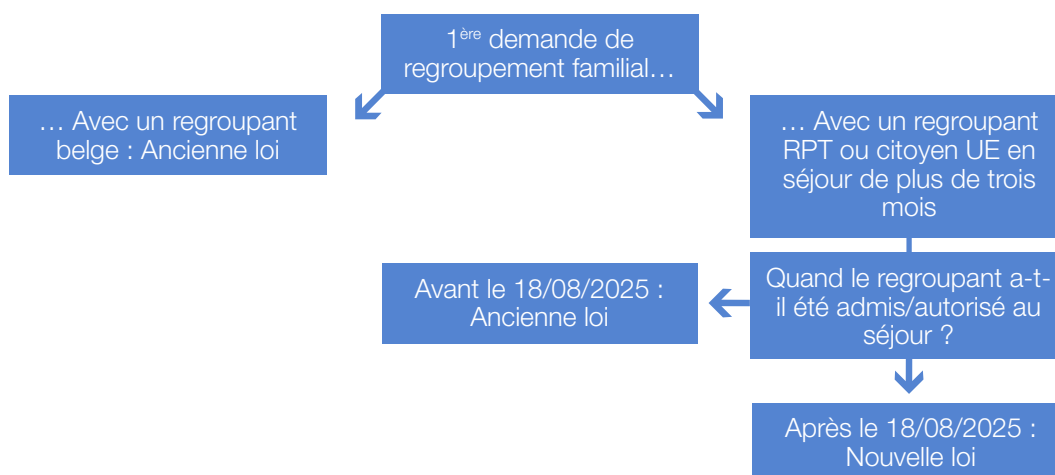 1ère demande de
regroupement familial…
… Avec un regroupant
belge : Ancienne loi
… Avec un regroupant
RPT ou citoyen UE en
séjour de plus de trois
mois
Quand le regroupant a-t-
il été admis/autorisé au
séjour ?
Avant le 18/08/2025 :
Ancienne loi
Après le 18/08/2025 :
Nouvelle loi